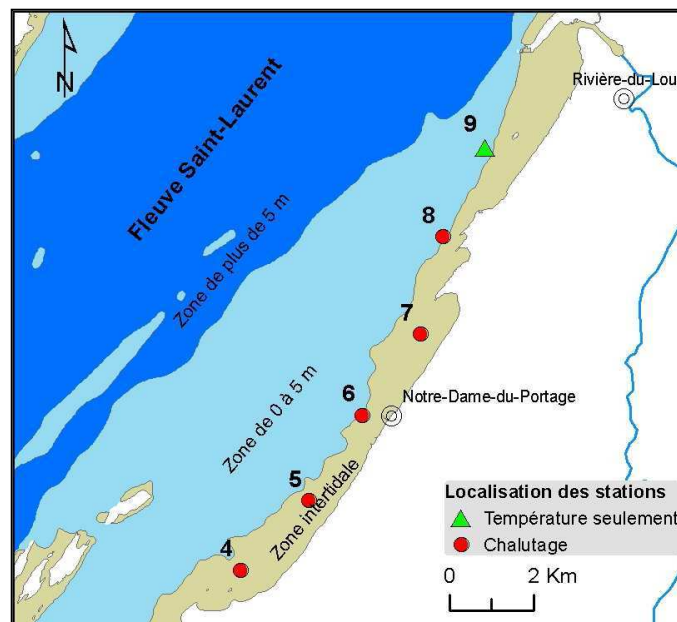 N
Fleuve Saint-Laurent
Zone de plus de 5 m
Zone de 0 à 5 m
Zone intertidale
Rivière-du-Lou
9
8
7
6
Notre-Dame-du-Portage
5
4
Localisation des stations
Température seulement
Chalutage
0 2 Km